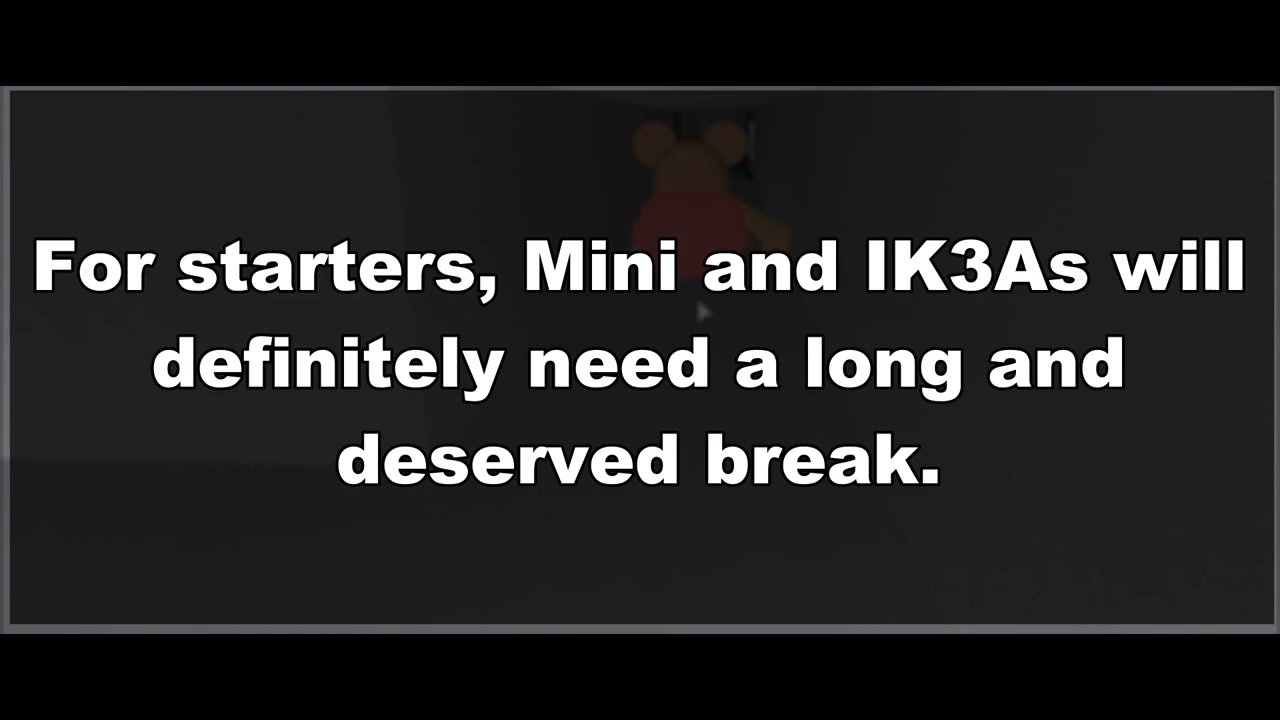 For starters, Mini and IK3As will
definitely need a long and
deserved break.